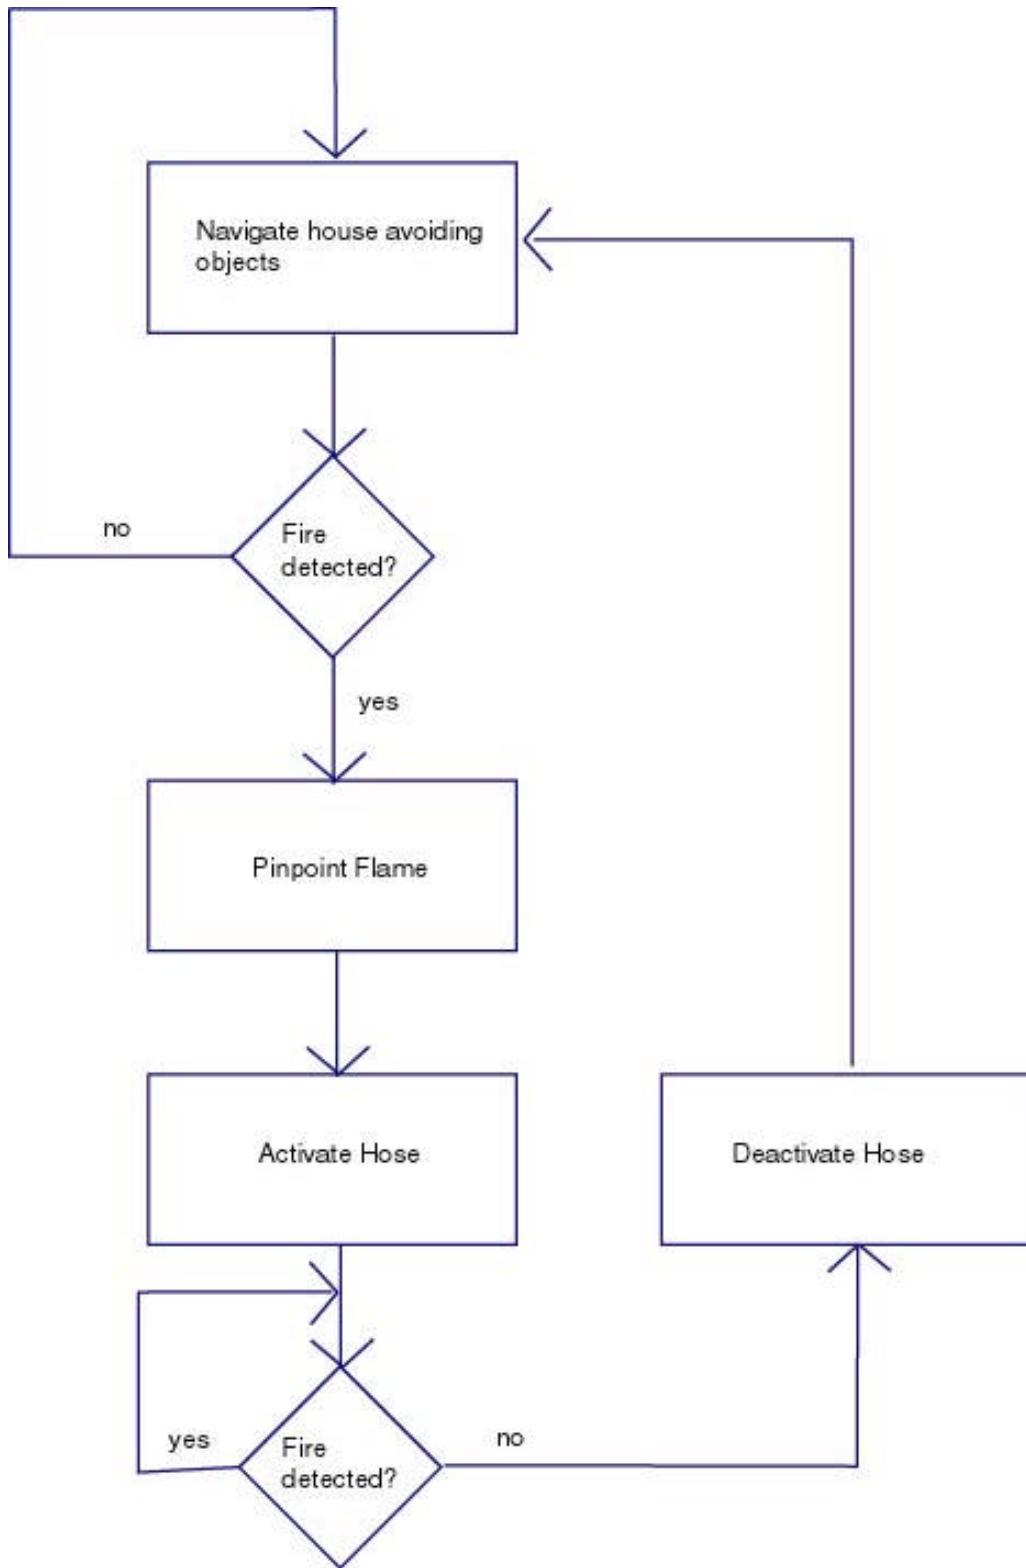 Navigate house avoiding
objects
no
Fire
detected?
yes
Pinpoint Flame
Activate Hose
Deactivate Hose
yes
Fire
detected?
no